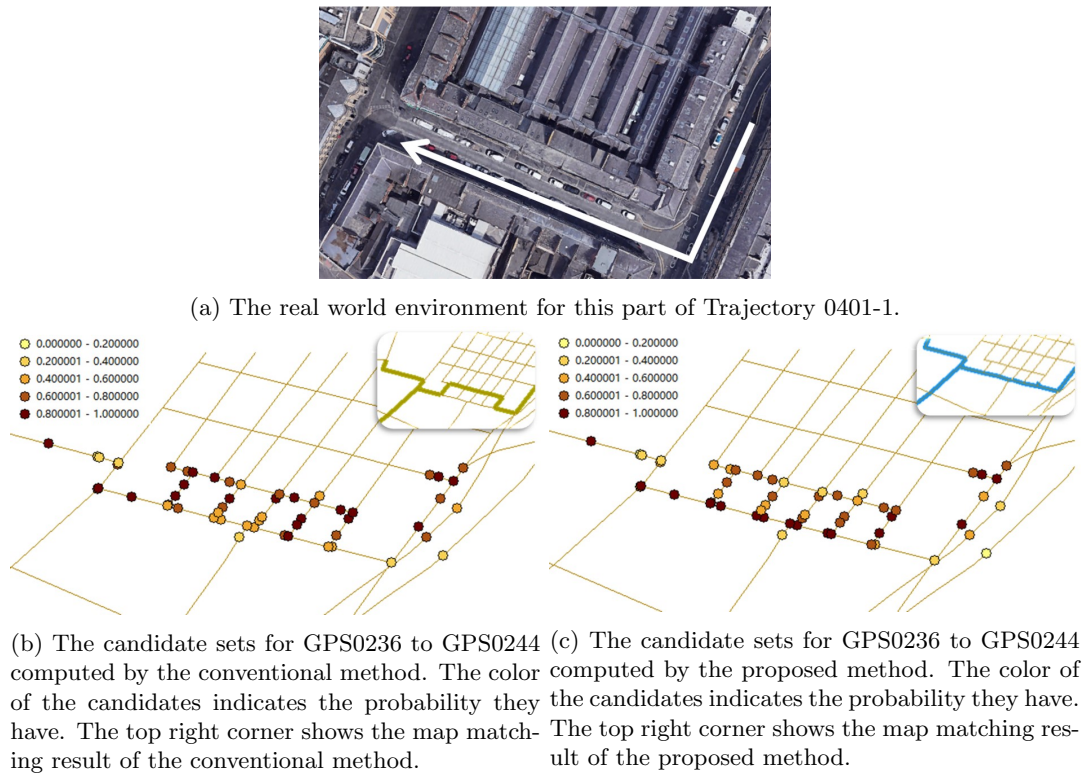 (a) The real world environment for this part of Trajectory 0401-1.
0.000000 - 0.200000
0.200001 - 0.400000
0.400001 - 0.600000
0.600001 - 0.800000
0.800001 - 1.000000
0.000000 - 0.200000
0.200001 - 0.400000
0.400001 - 0.600000
0.600001 - 0.800000
0.800001 - 1.000000
(b) The candidate sets for GPS0236 to GPS0244
computed by the conventional method. The color
of the candidates indicates the probability they
have. The top right corner shows the map match-
ing result of the conventional method.
(c) The candidate sets for GPS0236 to GPS0244
computed by the proposed method. The color of
the candidates indicates the probability they have.
The top right corner shows the map matching res-
ult of the proposed method.